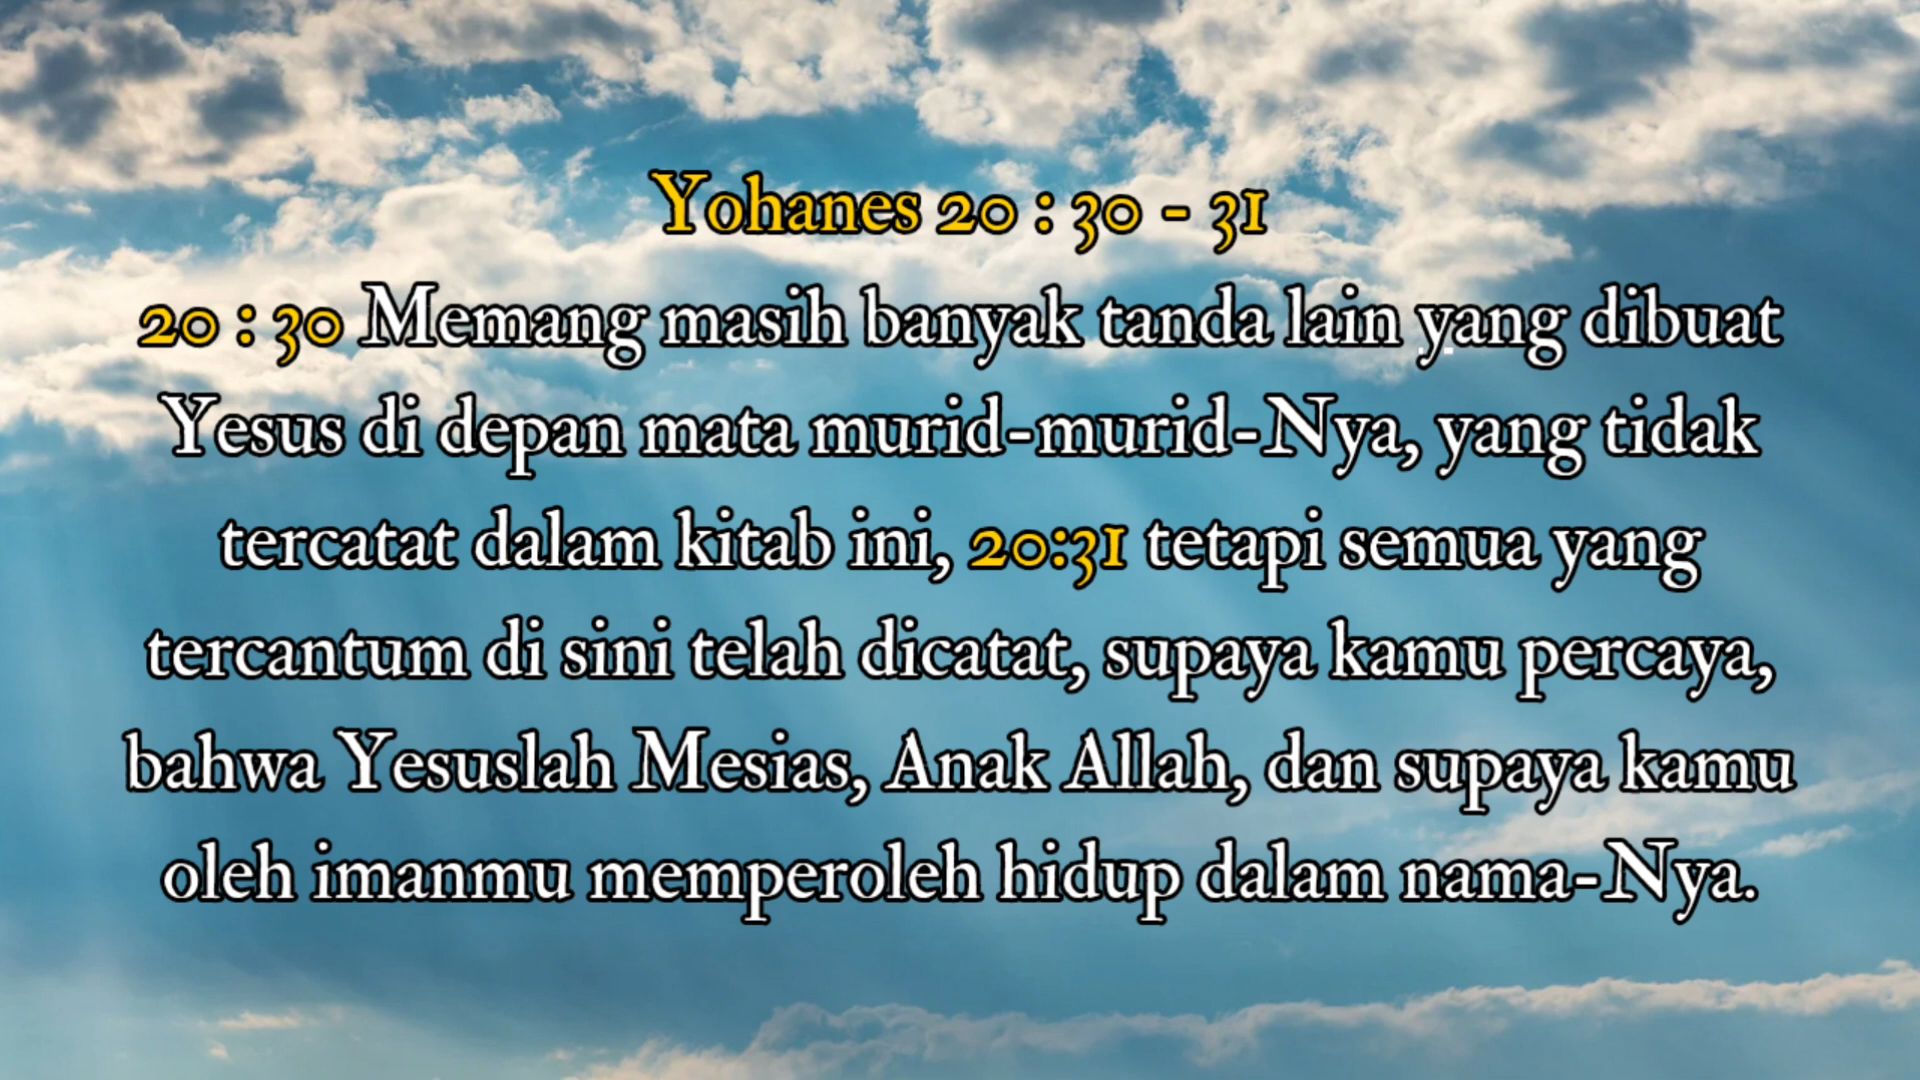 Yohanes 20 : 30 - 31
20 : 30 Memang masih banyak tanda lain yang dibuat
Yesus di depan mata murid-murid-Nya, yang tidak
tercatat dalam kitab ini, 20:31 tetapi semua yang
tercantum di sini telah dicatat, supaya kamu percaya,
bahwa Yesuslah Mesias, Anak Allah, dan supaya kamu
oleh imanmu memperoleh hidup dalam nama-Nya.